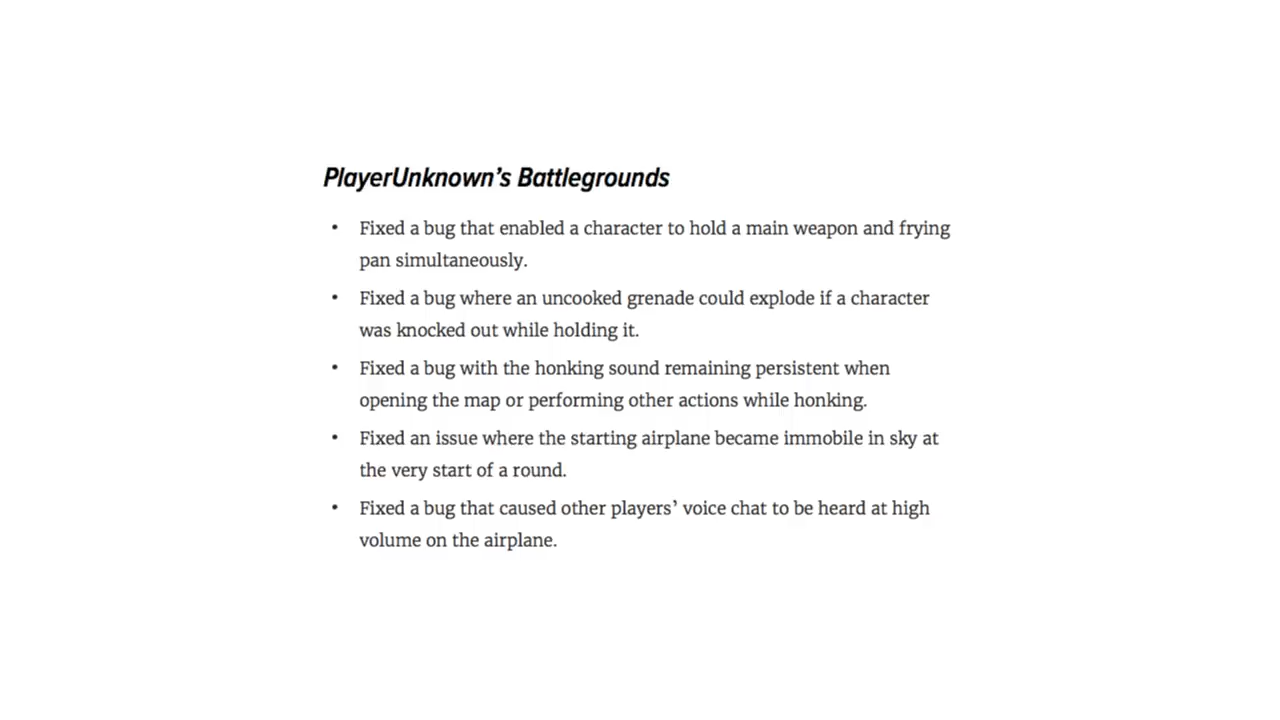 PlayerUnknown’s Battlegrounds
• Fixed a bug that enabled a character to hold a main weapon and frying
pan simultaneously.
• Fixed a bug where an uncooked grenade could explode if a character
was knocked out while holding it.
• Fixed a bug with the honking sound remaining persistent when
opening the map or performing other actions while honking.
• Fixed an issue where the starting airplane became immobile in sky at
the very start of a round.
• Fixed a bug that caused other players’ voice chat to be heard at high
volume on the airplane.